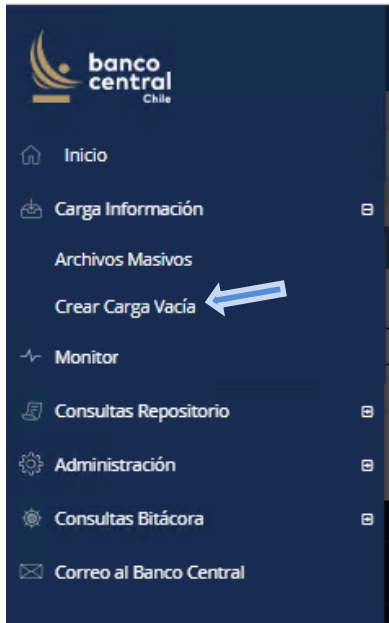 banco
central
Chile
Inicio
Carga Información
Archivos Masivos
Crear Carga Vacía
Monitor
Consultas Repositorio
Administración
Consultas Bitácora
Correo al Banco Central